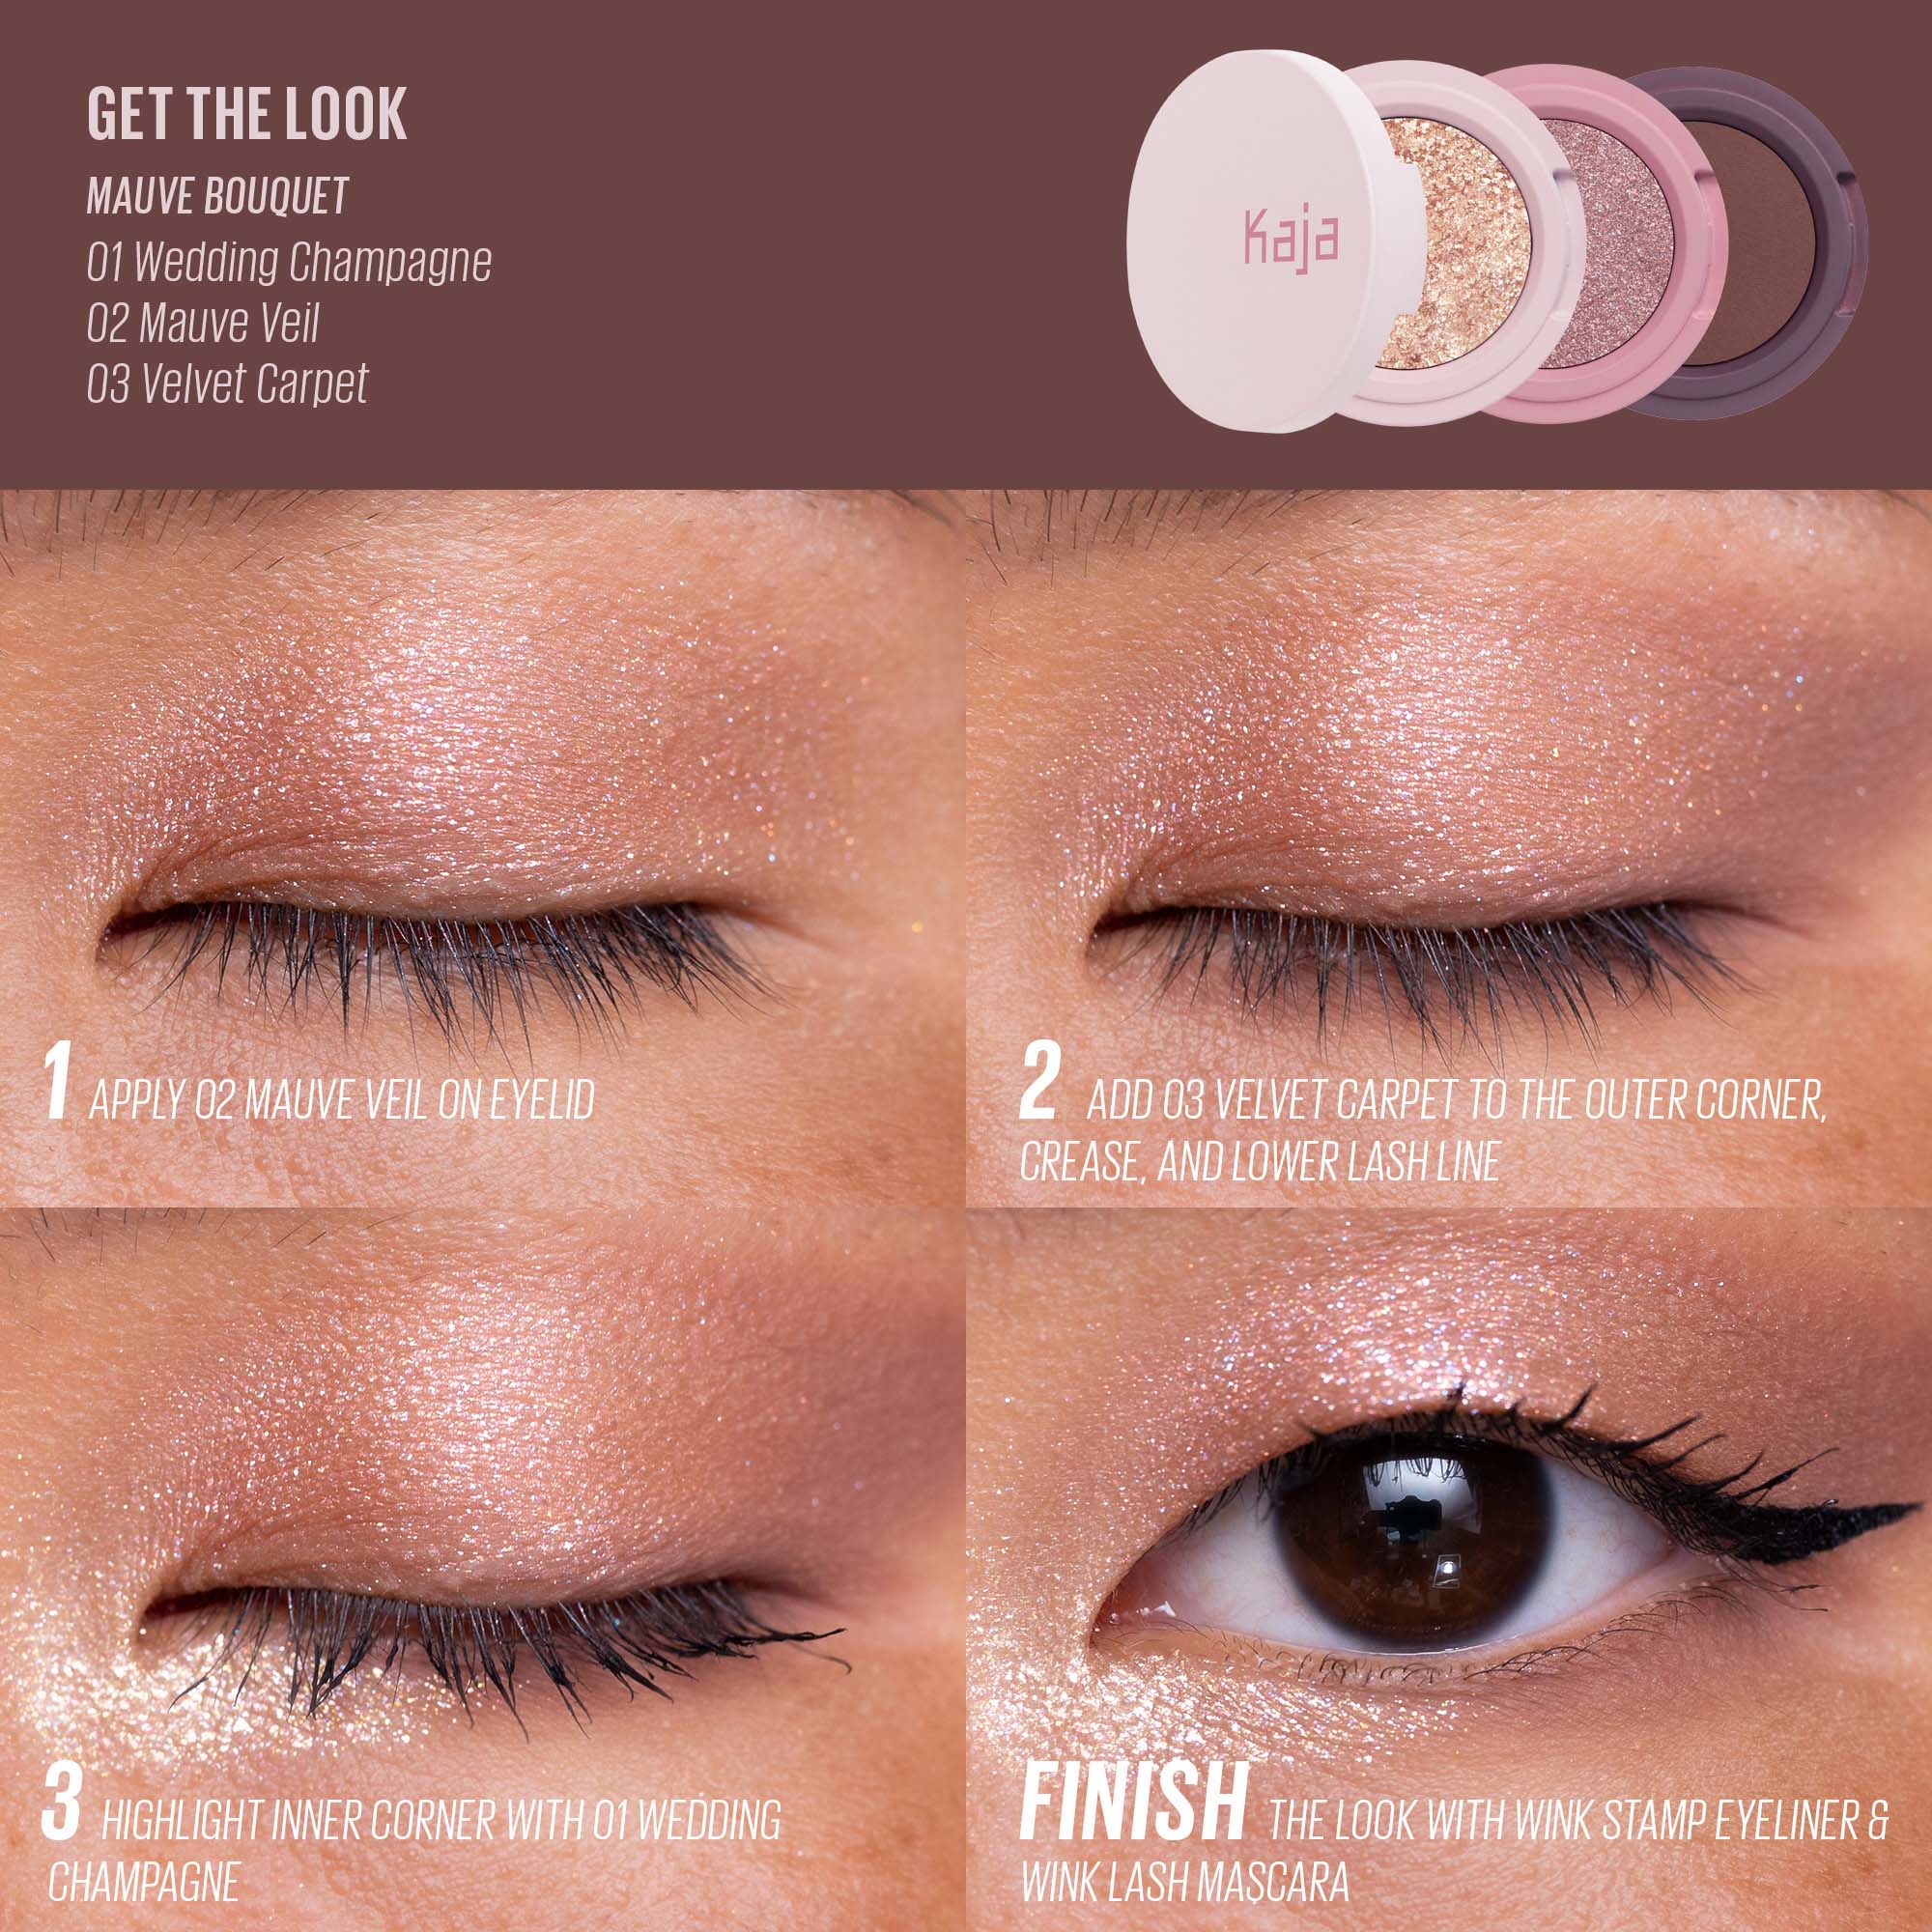 GET THE LOOK
MAUVE BOUQUET
01 Wedding Champagne
02 Mauve Veil
03 Velvet Carpet
Kaja
1 APPLY 02 MAUVE VEIL ON EYELID
2 ADD 03 VELVET CARPET TO THE OUTER CORNER,
CREASE, AND LOWER LASH LINE
3 HIGHLIGHT INNER CORNER WITH 01 WEDDING
CHAMPAGNE
FINISH THE LOOK WITH WINK STAMP EYELINER &
WINK LASH MASCARA